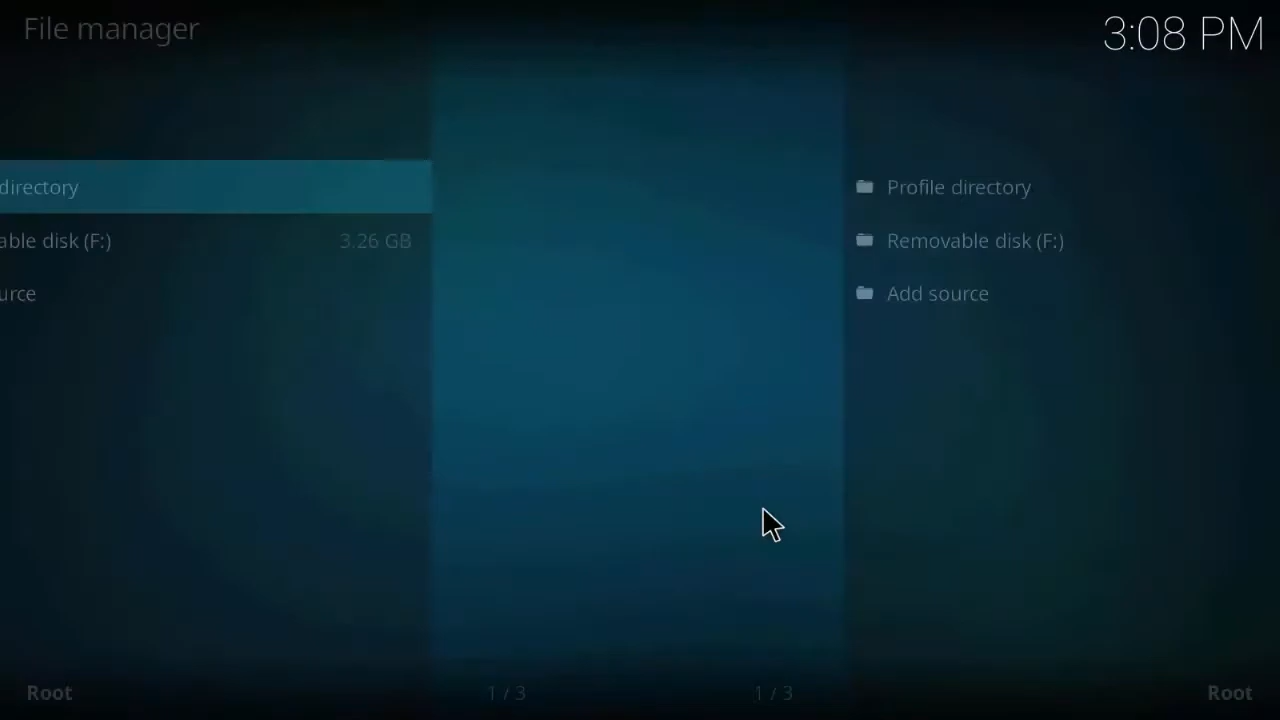 File manager
3:08 PM
directory
able disk (F:)
3.26 GB
urce
Profile directory
Removable disk (F:)
Add source
Root
1 / 3
1 / 3
Root